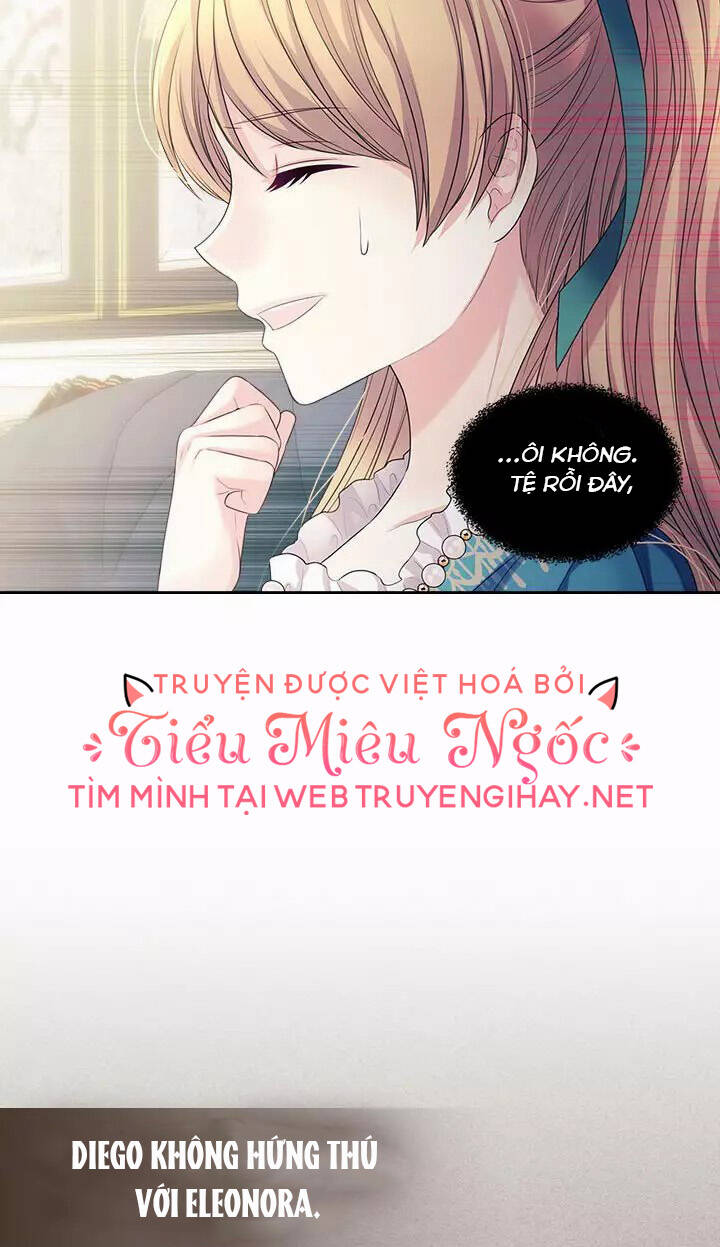 ...ÔI KHÔNG.
TỆ RỒI ĐÂY,
TRUYỆN ĐƯỢC VIỆT HOÁ BỞI
Tiểu Miêu Ngốc
TÌM MÌNH TẠI WEB TRUYENGIHAY.NET
DIEGO KHÔNG HỨNG THÚ
VỚI ELEONORA.